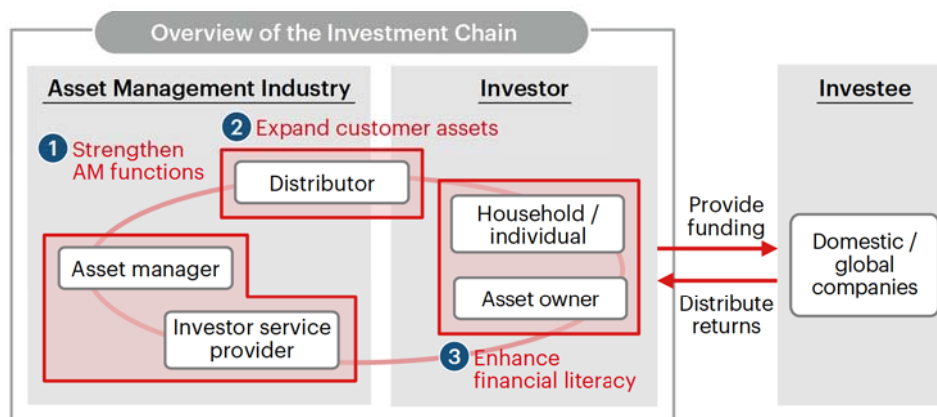 Overview of the Investment Chain
Asset Management Industry
1 Strengthen
AM functions
2 Expand customer assets
Distributor
Asset manager
Investor service
provider
Investor
Household /
individual
Asset owner
3 Enhance
financial literacy
Provide
funding
Distribute
returns
Investee
Domestic /
global
companies